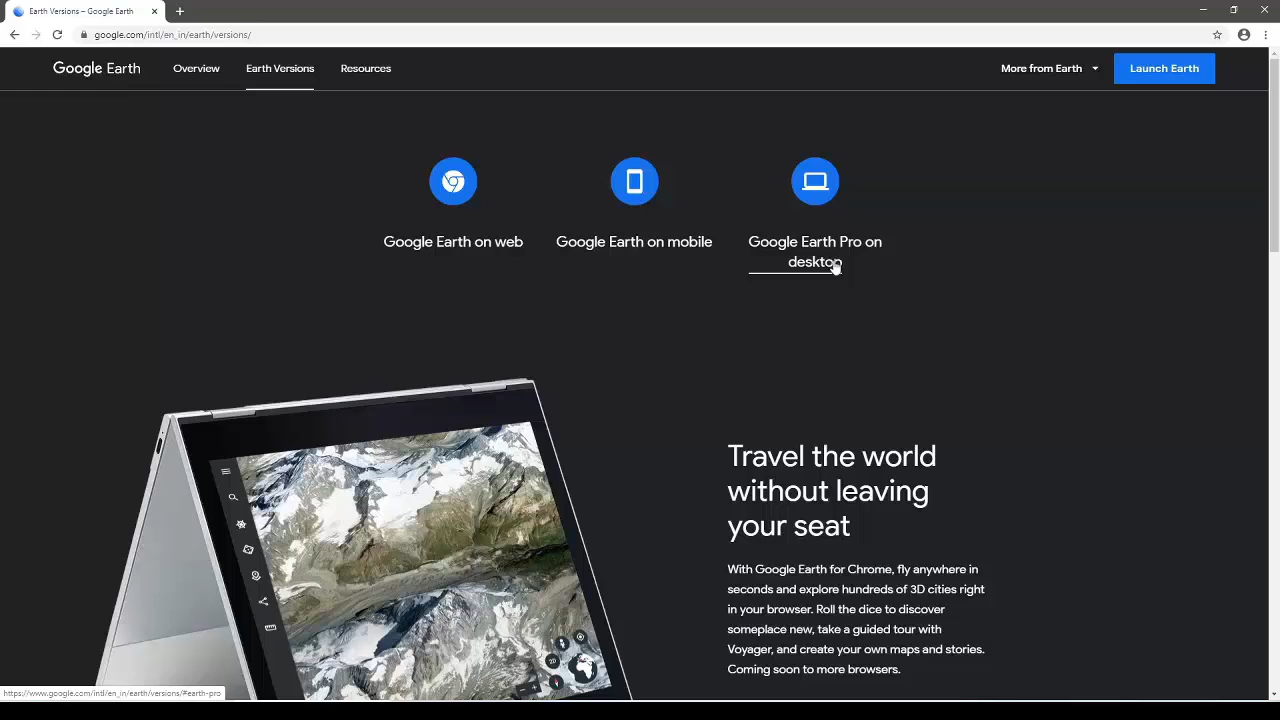 Earth Versions – Google Earth
google.com/intl/en_in/earth/versions/
Google Earth
Overview
Earth Versions
Resources
More from Earth
Launch Earth
Google Earth on web
Google Earth on mobile
Google Earth Pro on
desktop
Travel the world
without leaving
your seat
With Google Earth for Chrome, fly anywhere in
seconds and explore hundreds of 3D cities right
in your browser. Roll the dice to discover
someplace new, take a guided tour with
Voyager, and create your own maps and stories.
Coming soon to more browsers.
2D
https://www.google.com/intl/en_in/earth/versions/#earth-pro